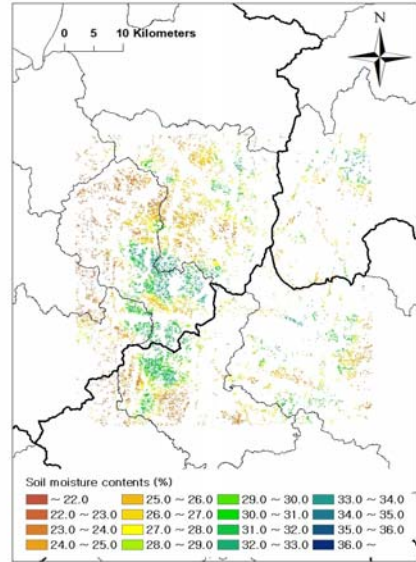 N
0 5 10 Kilometers
Soil moisture contents (%)
~ 22.0 25.0 ~ 26.0 29.0 ~ 30.0 33.0 ~ 34.0
22.0 ~ 23.0 26.0 ~ 27.0 30.0 ~ 31.0 34.0 ~ 35.0
23.0 ~ 24.0 27.0 ~ 28.0 31.0 ~ 32.0 35.0 ~ 36.0
24.0 ~ 25.0 28.0 ~ 29.0 32.0 ~ 33.0 36.0 ~